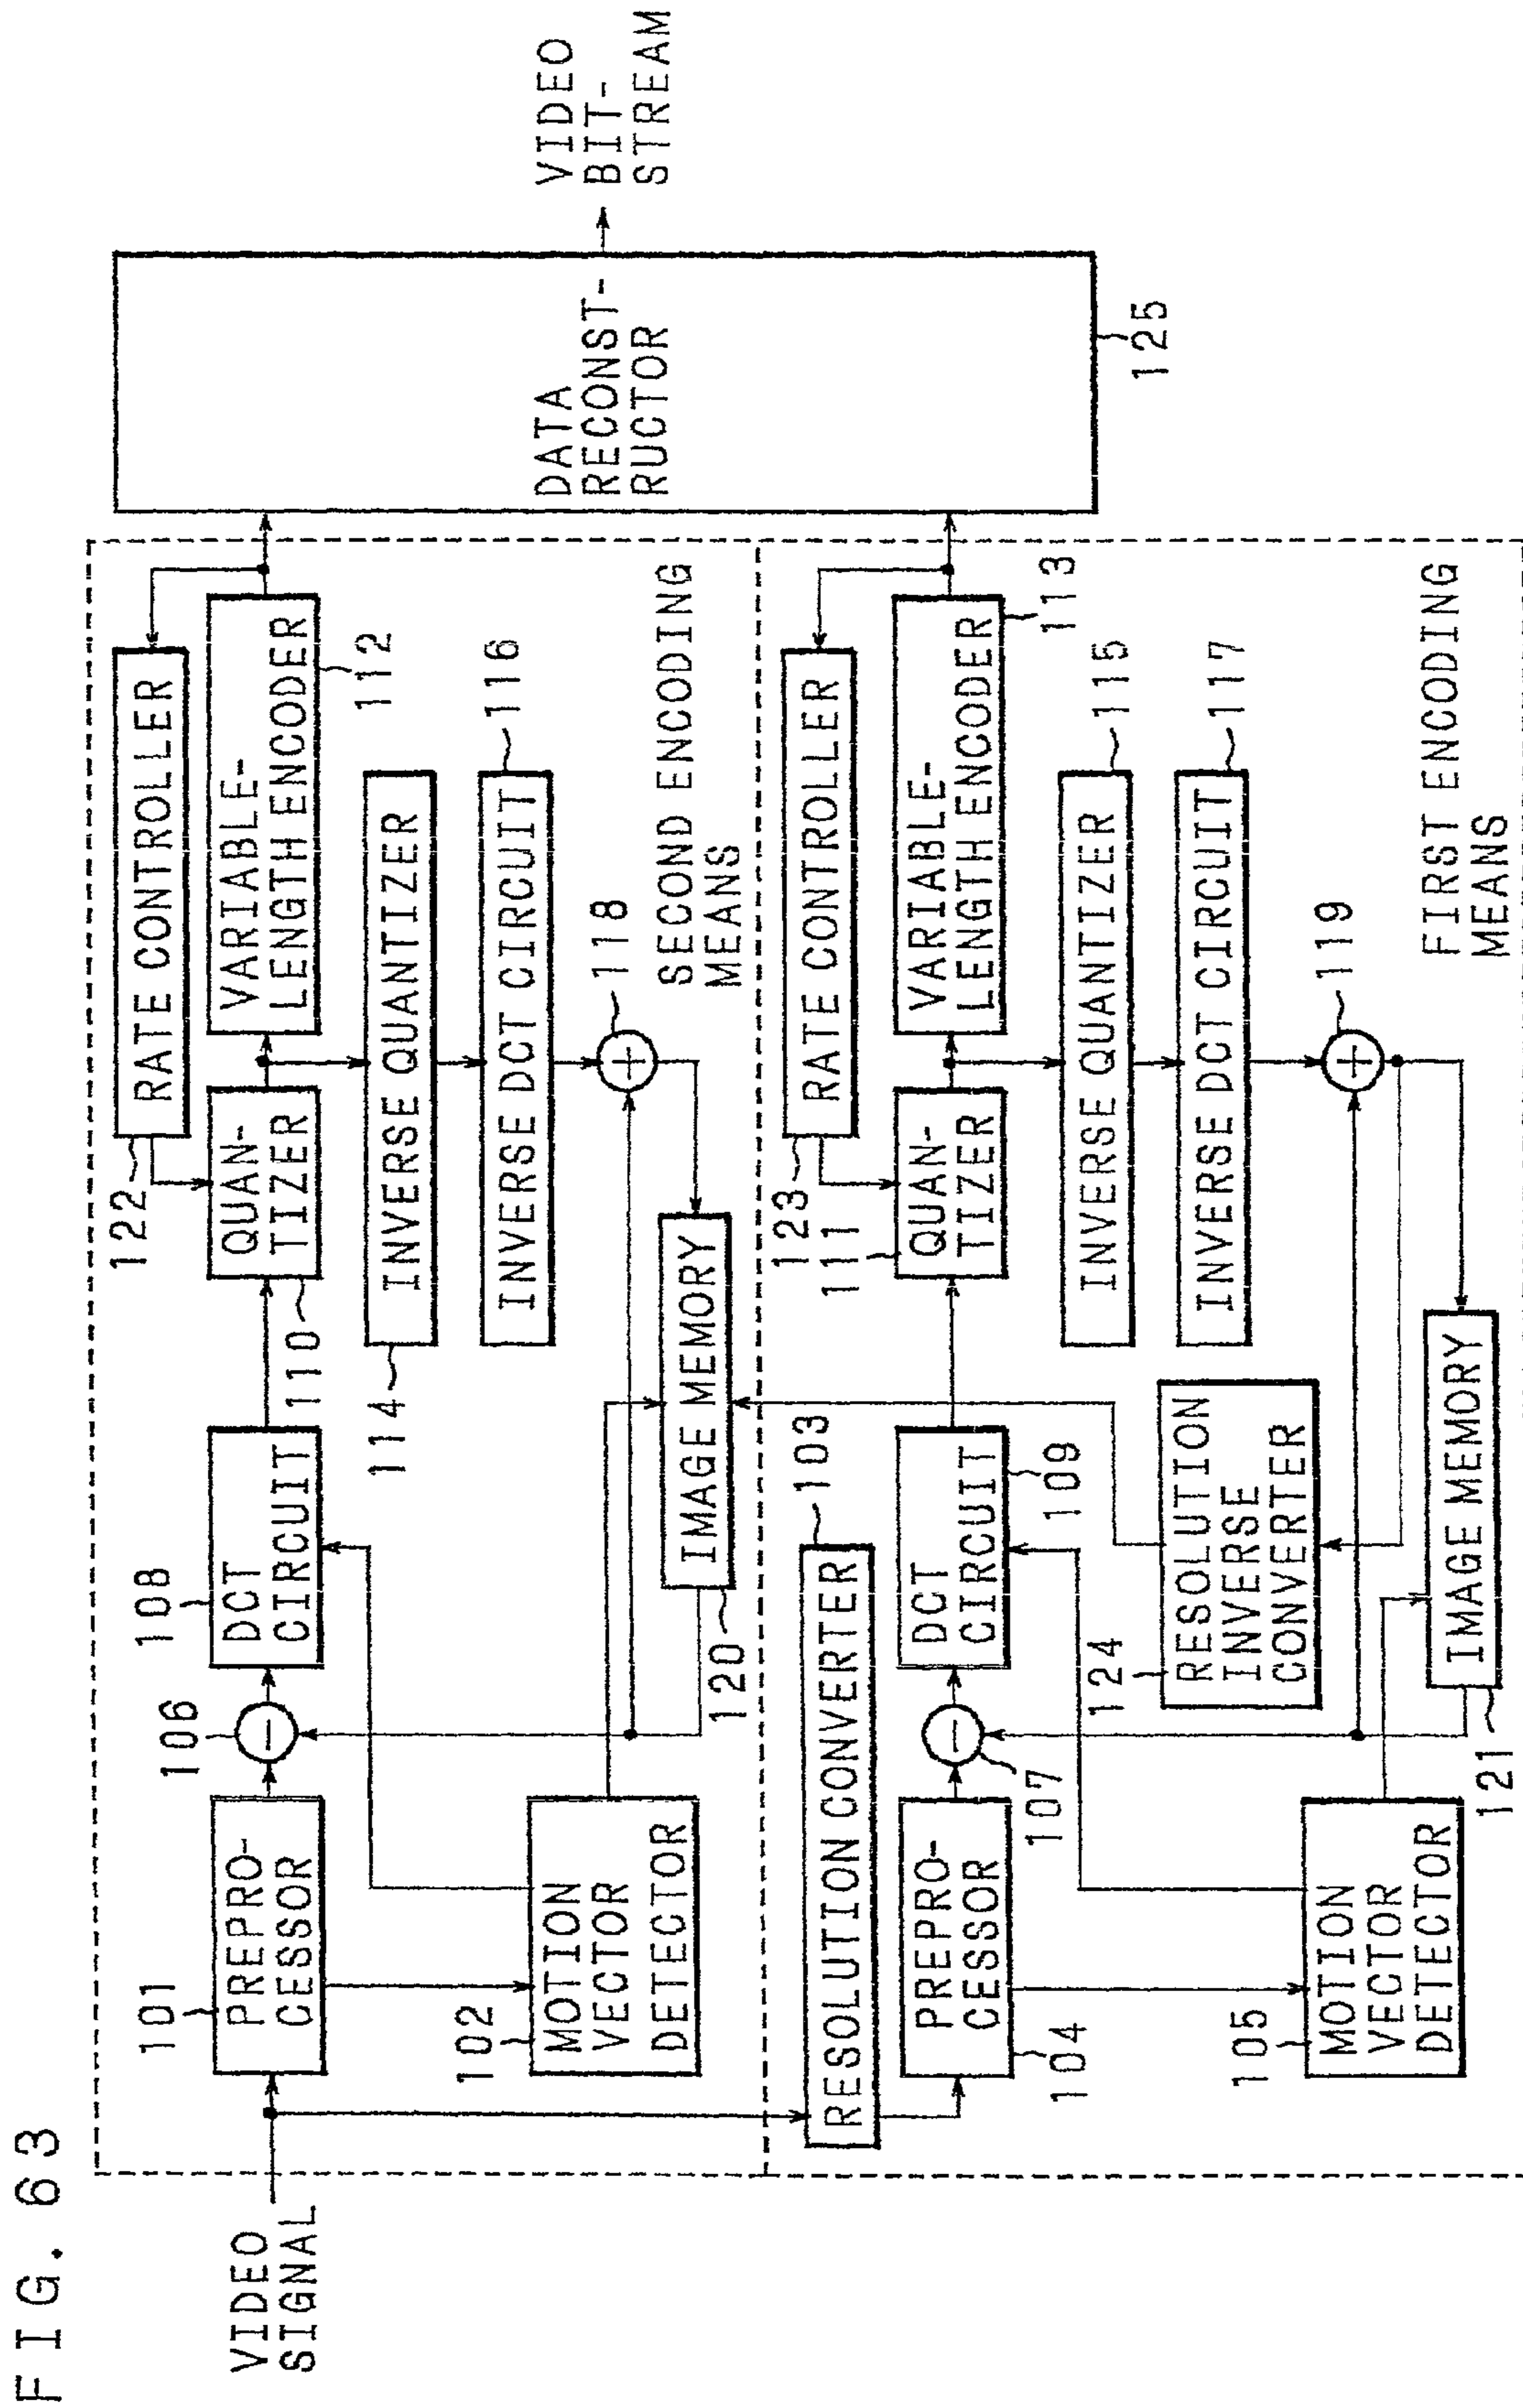 FIG. 63
VIDEO
SIGNAL
101
PREPRO-
CESSOR
102
MOTION
VECTOR
DETECTOR
106
108
DCT
CIRCUIT
110
QUAN-
TIZER
122
RATE CONTROLLER
VARIABLE-
LENGTH ENCODER
112
114
INVERSE QUANTIZER
INVERSE DCT CIRCUIT
116
118
120
IMAGE MEMORY
SECOND ENCODING
MEANS
RESOLUTION CONVERTER
103
PREPRO-
CESSOR
104
105
MOTION
VECTOR
DETECTOR
107
DCT
CIRCUIT
109
111
QUAN-
TIZER
123
RATE CONTROLLER
VARIABLE-
LENGTH ENCODER
113
INVERSE QUANTIZER
115
INVERSE DCT CIRCUIT
117
119
124
RESOLUTION
INVERSE
CONVERTER
121
IMAGE MEMORY
FIRST ENCODING
MEANS
DATA
RECONST-
RUCTOR
125
VIDEO
BIT-
STREAM